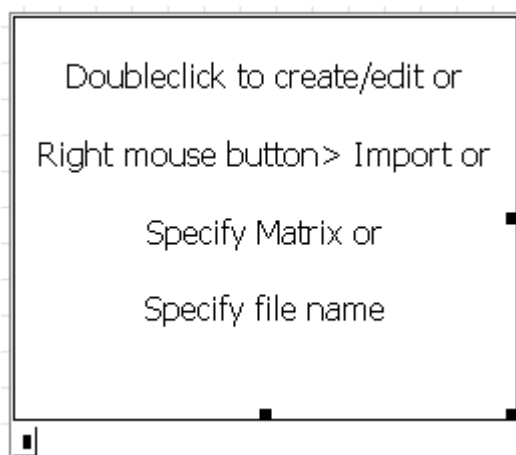 Doubleclick to create/edit or
Right mouse button> Import or
Specify Matrix or
Specify file name